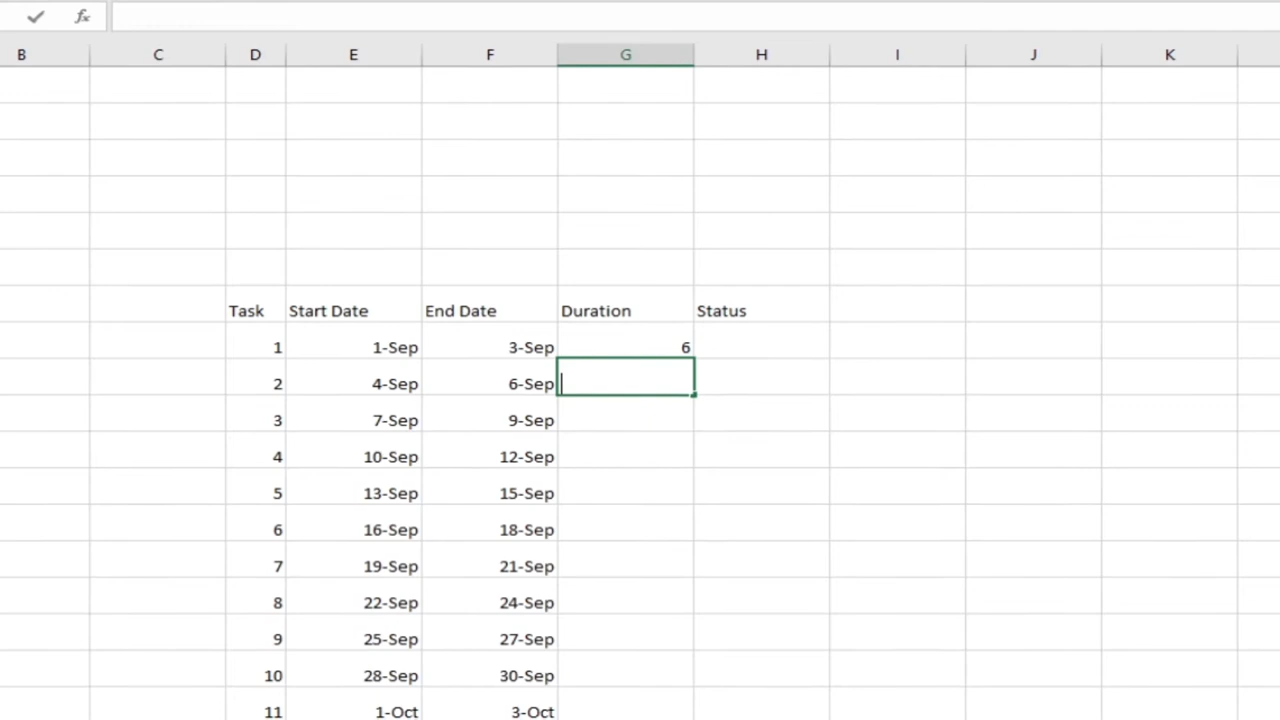 fx
B C D E F G H I J K
Task Start Date End Date Duration Status
1 1-Sep 3-Sep 6
2 4-Sep 6-Sep
3 7-Sep 9-Sep
4 10-Sep 12-Sep
5 13-Sep 15-Sep
6 16-Sep 18-Sep
7 19-Sep 21-Sep
8 22-Sep 24-Sep
9 25-Sep 27-Sep
10 28-Sep 30-Sep
11 1-Oct 3-Oct